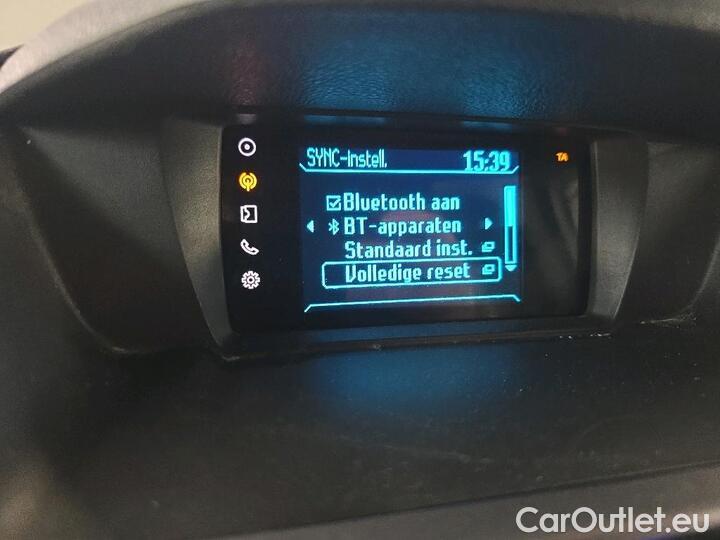 SYNC-Instell. 15:39
TA
Bluetooth aan
BT-apparaten
Standaard inst.
Volledige reset
CarOutlet.eu